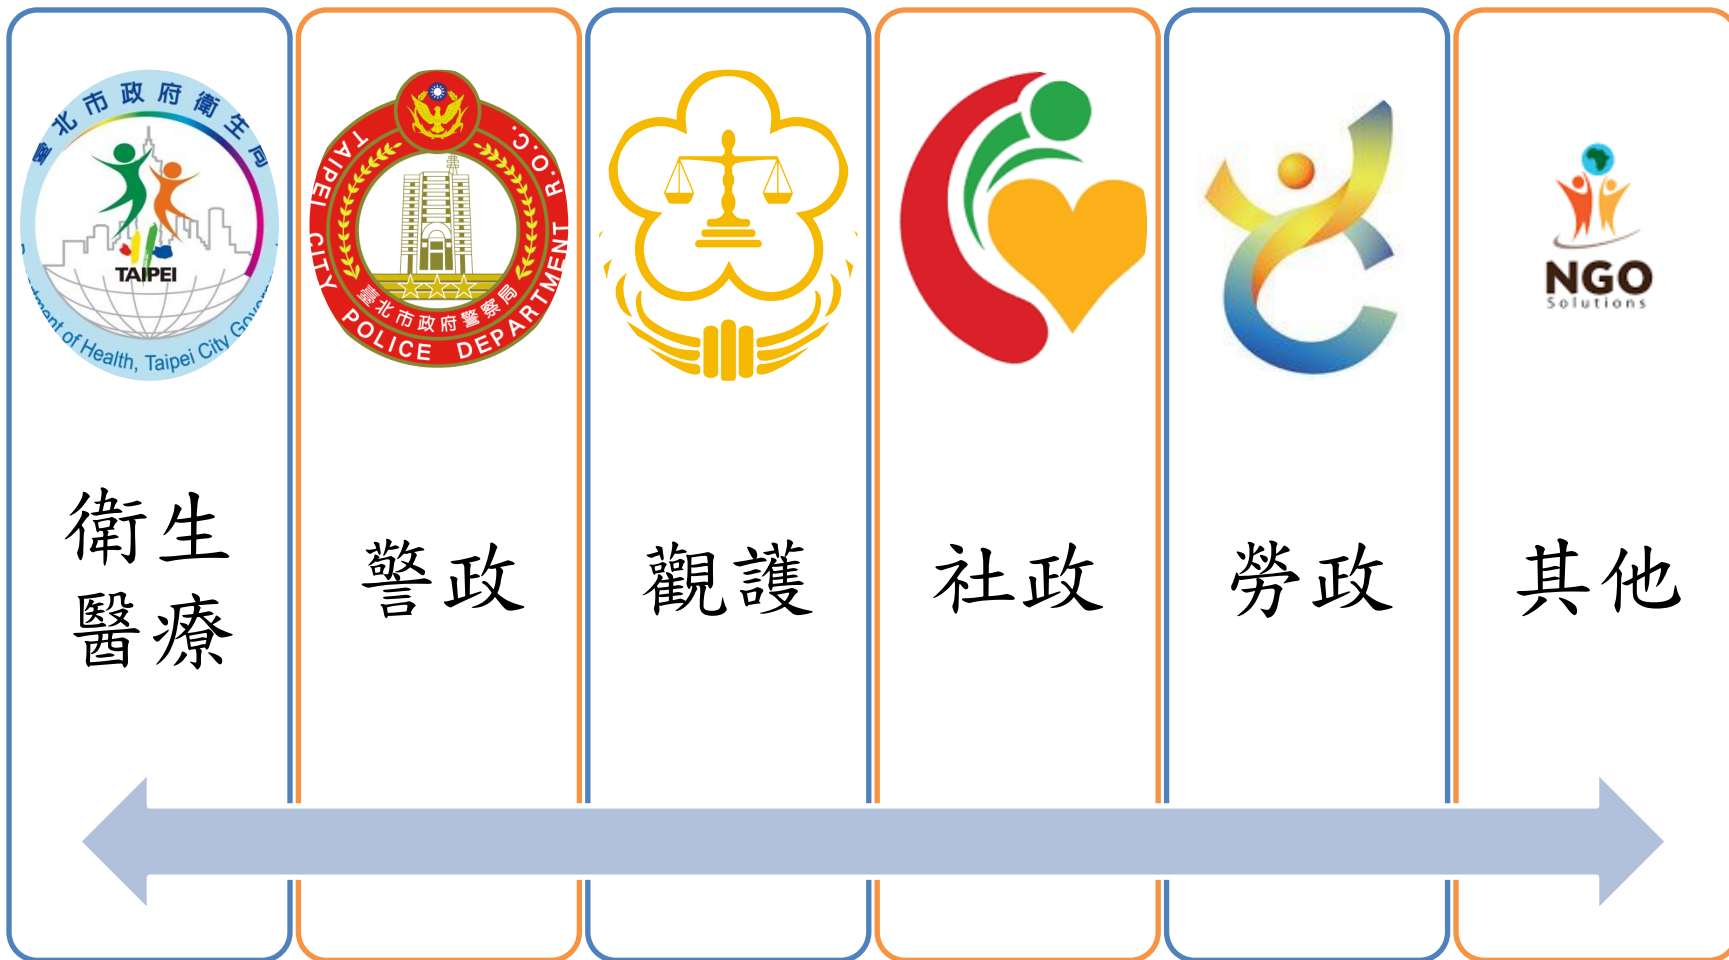 臺北市政府衛生局
TAIPEI
Department of Health, Taipei City Government
TAIPEI CITY POLICE DEPARTMENT R.O.C.
臺北市政府警察局
NGO
Solutions
衛生
醫療
警政
觀護
社政
勞政
其他